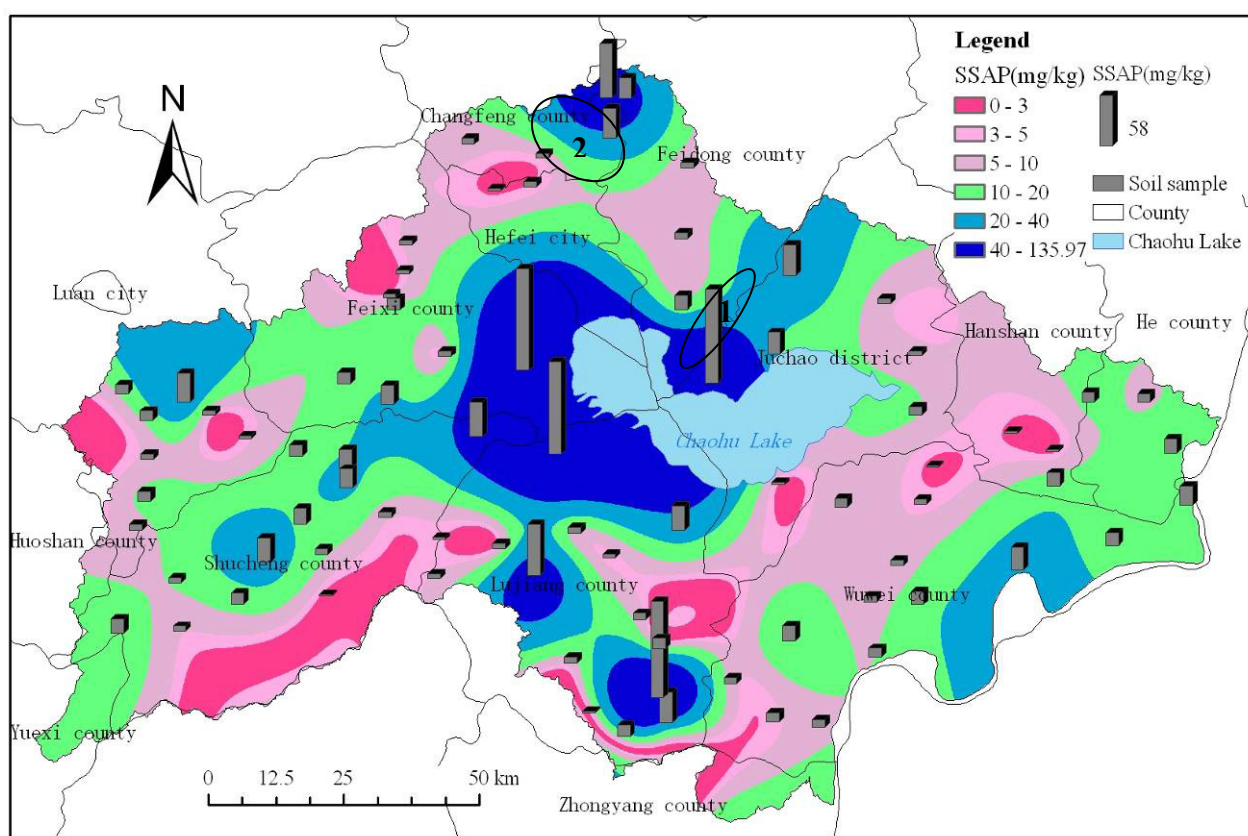 Legend
SSAP(mg/kg)
0 - 3
3 - 5
5 - 10
10 - 20
20 - 40
40 - 135.97
SSAP(mg/kg)
58
Soil sample
County
Chaohu Lake
N
Changfeng county
2
Feidong county
Hefei city
Luan city
Feixi county
1
Hanshan county
He county
Juchao district
Chaohu Lake
Huoshan county
Shucheng county
Lujiang county
Wuwei county
Yuexi county
Zhongyang county
0 12.5 25 50 km